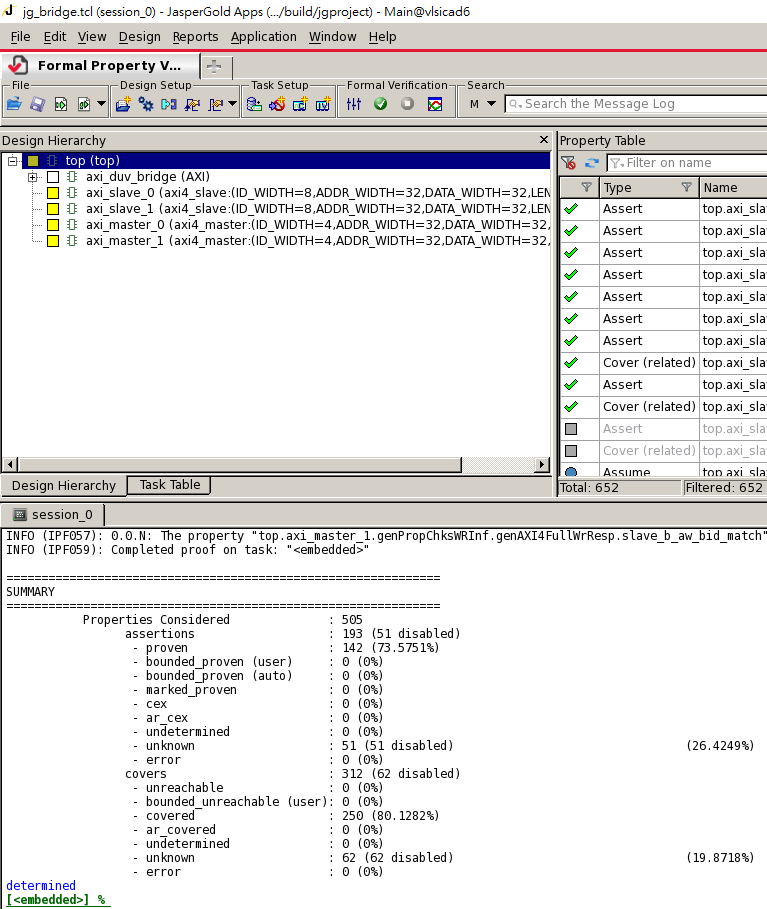 jg_bridge.tcl (session_0) - JasperGold Apps (.../build/jgproject) - Main@vlsicad6
File Edit View Design Reports Application Window Help
Formal Property V...
File Design Setup Task Setup Formal Verification Search
M Search the Message Log
Design Hierarchy
top (top)
axi_duv_bridge (AXI)
axi_slave_0 (axi4_slave:(ID_WIDTH=8,ADDR_WIDTH=32,DATA_WIDTH=32,LEN
axi_slave_1 (axi4_slave:(ID_WIDTH=8,ADDR_WIDTH=32,DATA_WIDTH=32,LEN
axi_master_0 (axi4_master:(ID_WIDTH=4,ADDR_WIDTH=32,DATA_WIDTH=32,
axi_master_1 (axi4_master:(ID_WIDTH=4,ADDR_WIDTH=32,DATA_WIDTH=32,
Design Hierarchy Task Table
Property Table
Filter on name
Type Name
Assert top.axi_sla
Assert top.axi_sla
Assert top.axi_sla
Assert top.axi_sla
Assert top.axi_sla
Assert top.axi_sla
Assert top.axi_sla
Cover (related) top.axi_sla
Assert top.axi_sla
Cover (related) top.axi_sla
Assert top.axi_sla
Cover (related) top.axi_sla
Assume top.axi_sla
Total: 652 Filtered: 652
session_0
INFO (IPF057): 0.0.N: The property "top.axi_master_1.genPropChksWRInf.genAXI4FullWrResp.slave_b_aw_bid_match"
INFO (IPF059): Completed proof on task: "<embedded>"
==============================================================
SUMMARY
==============================================================
Properties Considered : 505
assertions : 193 (51 disabled)
- proven : 142 (73.5751%)
- bounded_proven (user) : 0 (0%)
- bounded_proven (auto) : 0 (0%)
- marked_proven : 0 (0%)
- cex : 0 (0%)
- ar_cex : 0 (0%)
- undetermined : 0 (0%)
- unknown : 51 (51 disabled) (26.4249%)
- error : 0 (0%)
covers : 312 (62 disabled)
- unreachable : 0 (0%)
- bounded_unreachable (user): 0 (0%)
- covered : 250 (80.1282%)
- ar_covered : 0 (0%)
- undetermined : 0 (0%)
- unknown : 62 (62 disabled) (19.8718%)
- error : 0 (0%)
determined
[<embedded>] %